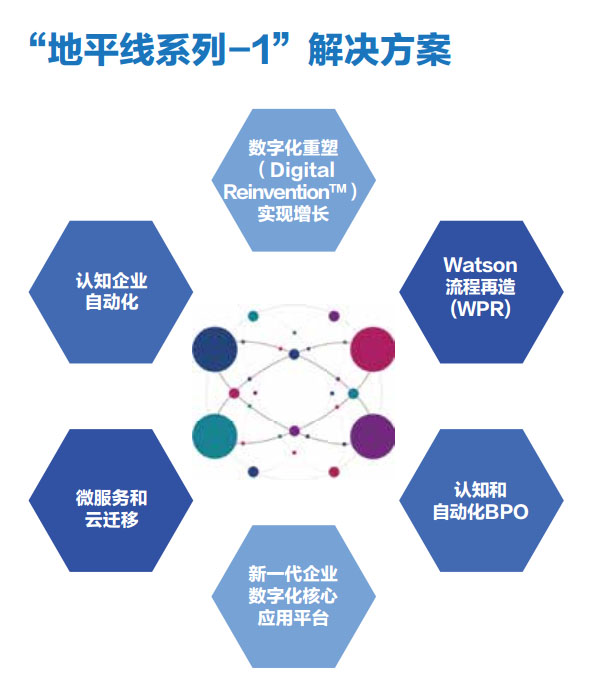 “地平线系列-1”解决方案
数字化重塑
(Digital
Reinvention™)
实现增长
认知企业
自动化
Watson
流程再造
(WPR)
微服务和
云迁移
认知和
自动化BPO
新一代企业
数字化核心
应用平台